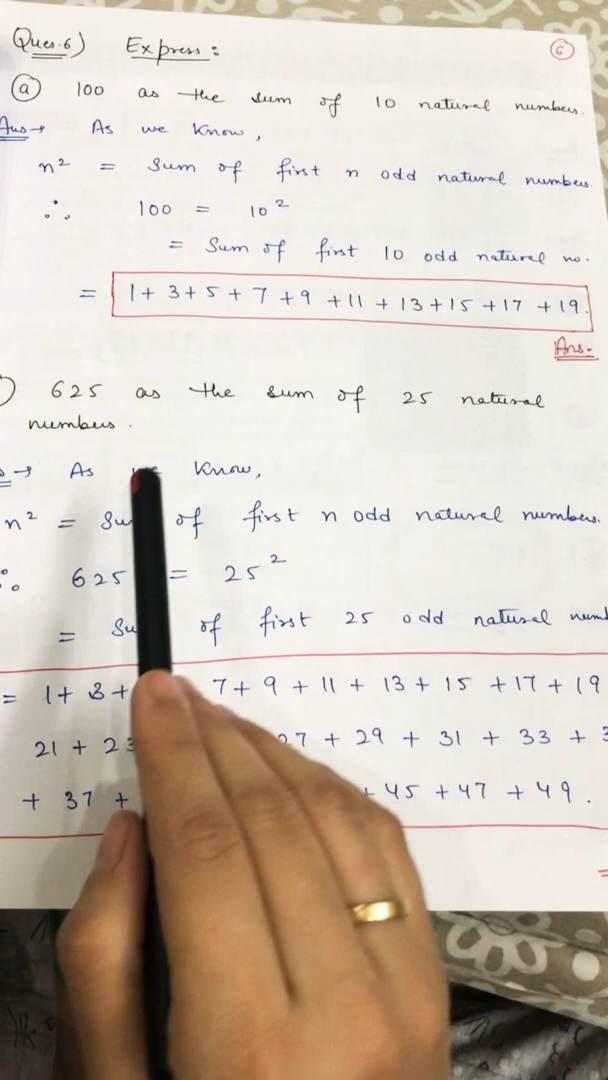 Ques.6) Express: 6
a 100 as the sum of 10 natural numbers.
Ans→ As we know,
n² = Sum of first n odd natural numbers
∴ 100 = 10²
= Sum of first 10 odd natural no.
= 1+ 3+5 + 7 +9 +11 + 13+15 +17 +19.
Ans-
) 625 as the sum of 25 natural
numbers.
→ As we know,
n² = of first n odd natural numbers.
∴ 625 = 25²
= of first 25 odd natural
= 1+ 3+ 7+ 9 +11 + 13+ 15 +17 +19
21 + 27 + 29 + 31 + 33 +
+ 37 + +45 +47 +49.
=